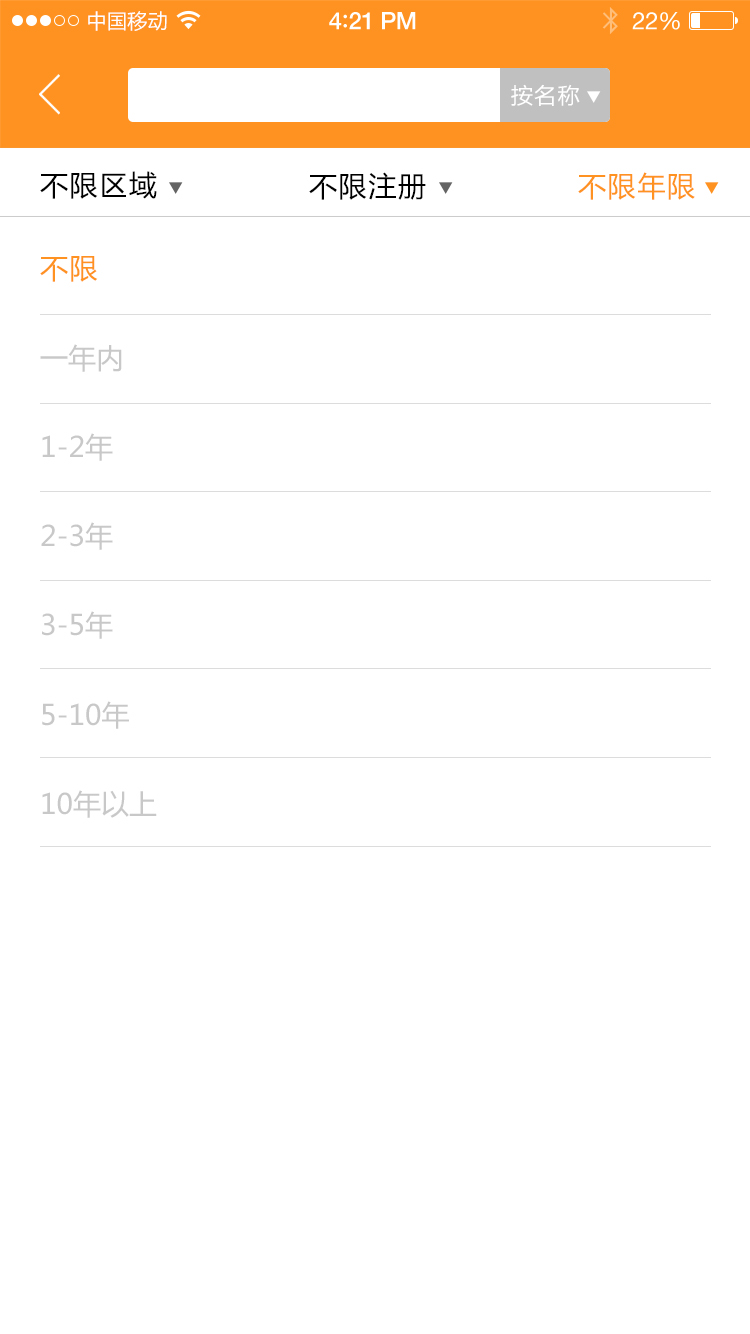 中国移动 4:21 PM 22%
按名称 ▼
不限区域 ▼ 不限注册 ▼ 不限年限 ▼
不限
一年内
1-2年
2-3年
3-5年
5-10年
10年以上